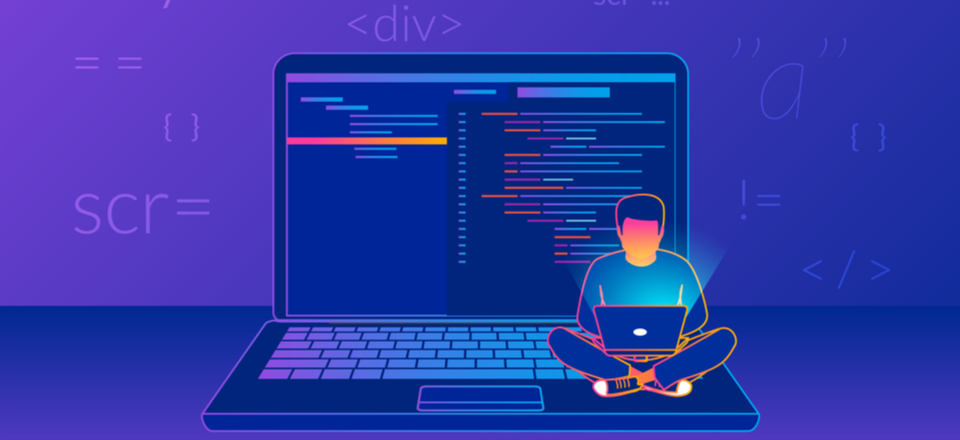 <div>
= =
{ }
scr=
,, ,,
a
{ }
!=
< / >